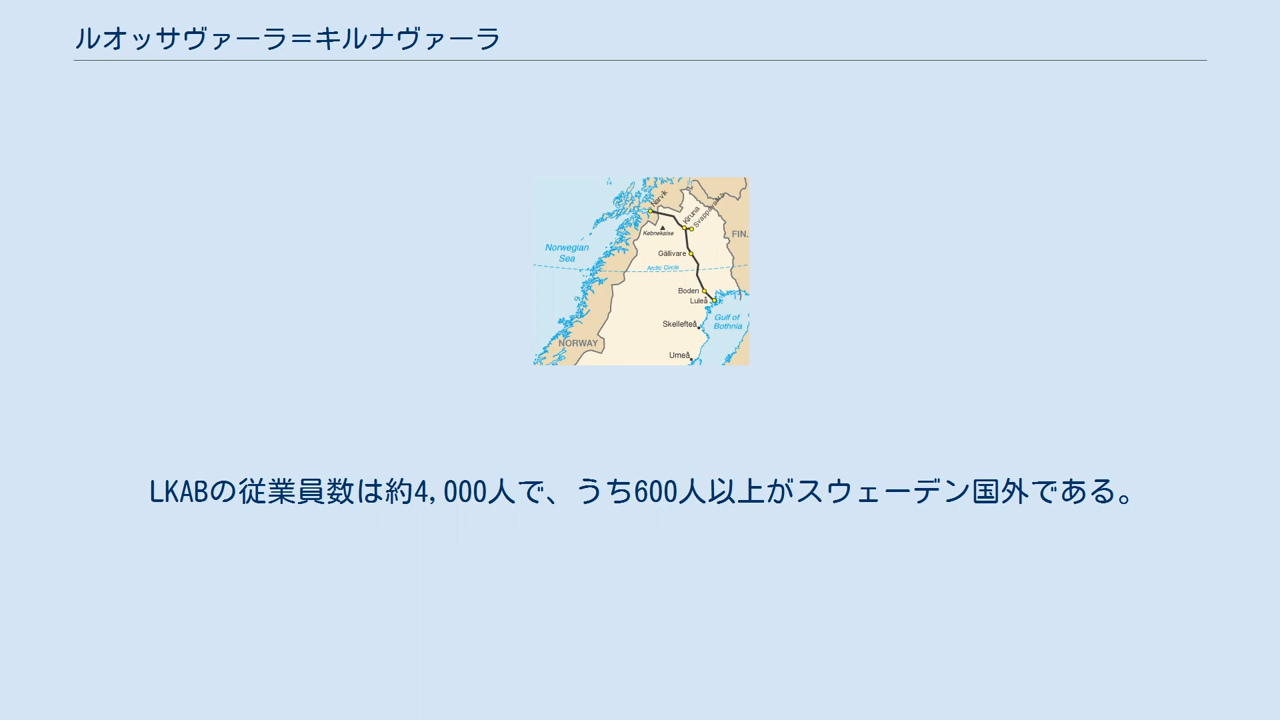 ルオッサヴァーラ＝キルナヴァーラ
Narvik
Kiruna
Svappavaara
Kebnekaise
FIN.
Norwegian
Sea
Gällivare
Arctic Circle
Boden
Luleå
Gulf of
Bothnia
Skellefteå
NORWAY
Umeå
LKABの従業員数は約4,000人で、うち600人以上がスウェーデン国外である。